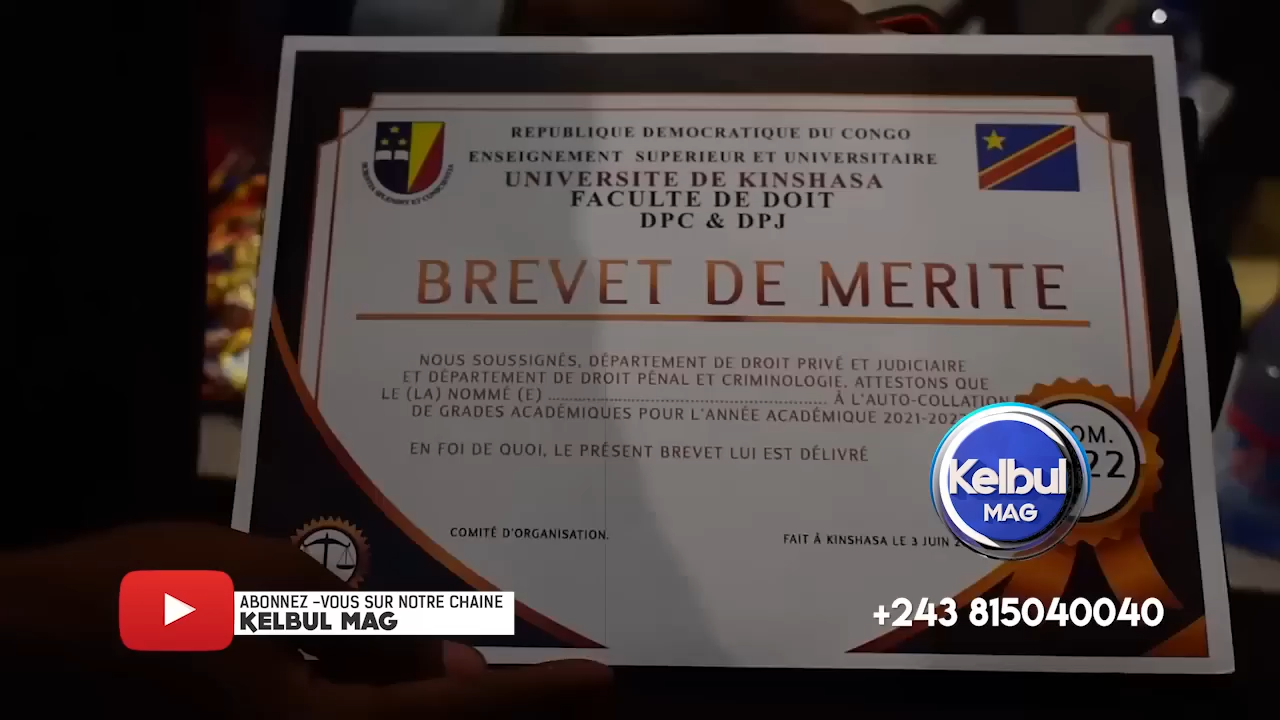 REPUBLIQUE DEMOCRATIQUE DU CONGO
ENSEIGNEMENT SUPERIEUR ET UNIVERSITAIRE
UNIVERSITE DE KINSHASA
FACULTE DE DOIT
DPC & DPJ
BREVET DE MERITE
NOUS SOUSSIGNÉS, DÉPARTEMENT DE DROIT PRIVÉ ET JUDICIAIRE
ET DÉPARTEMENT DE DROIT PÉNAL ET CRIMINOLOGIE, ATTESTONS QUE
LE (LA) NOMMÉ (E) ........................................................ À L'AUTO-COLLATION
DE GRADES ACADÉMIQUES POUR L'ANNÉE ACADÉMIQUE 2021-202
EN FOI DE QUOI, LE PRÉSENT BREVET LUI EST DÉLIVRÉ
OM.
22
Kelbul
MAG
COMITÉ D'ORGANISATION.
FAIT À KINSHASA LE 3 JUIN
ABONNEZ -VOUS SUR NOTRE CHAINE
KELBUL MAG
+243 815040040